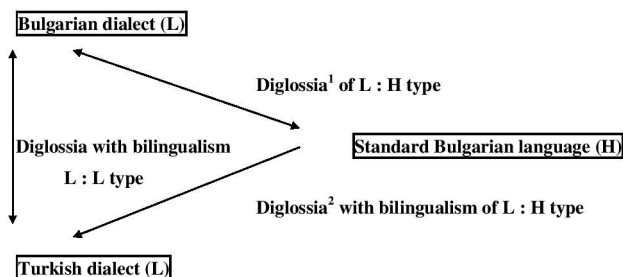 Bulgarian dialect (L)
Diglossia¹ of L : H type
Diglossia with bilingualism
L : L type
Standard Bulgarian language (H)
Diglossia² with bilingualism of L : H type
Turkish dialect (L)